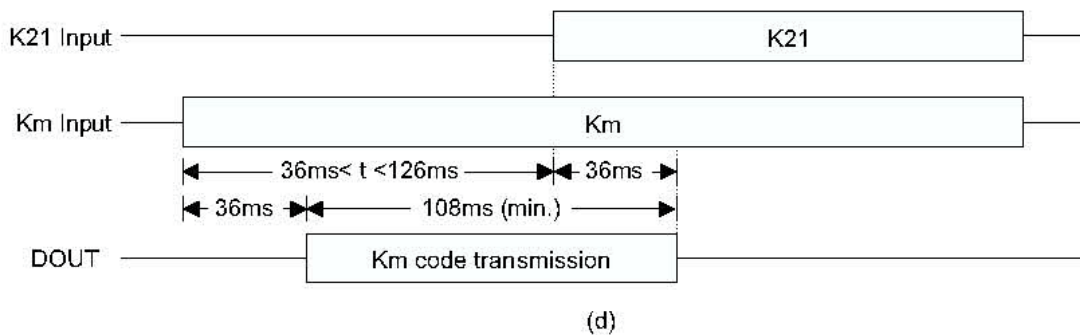 K21 Input K21
Km Input Km
36ms< t <126ms 36ms
36ms 108ms (min.)
DOUT Km code transmission
(d)